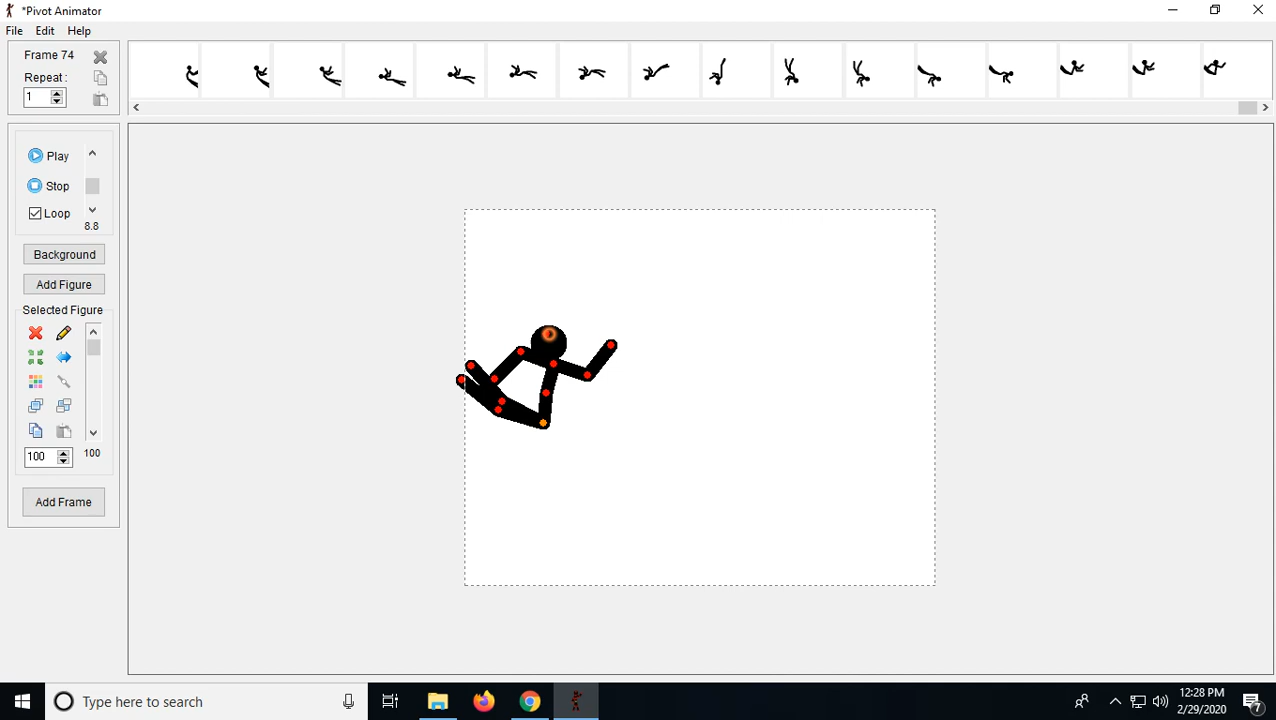 *Pivot Animator
File Edit Help
Frame 74
Repeat :
1
Play
Stop
Loop
8.8
Background
Add Figure
Selected Figure
100 100
Add Frame
Type here to search
12:28 PM
2/29/2020
7